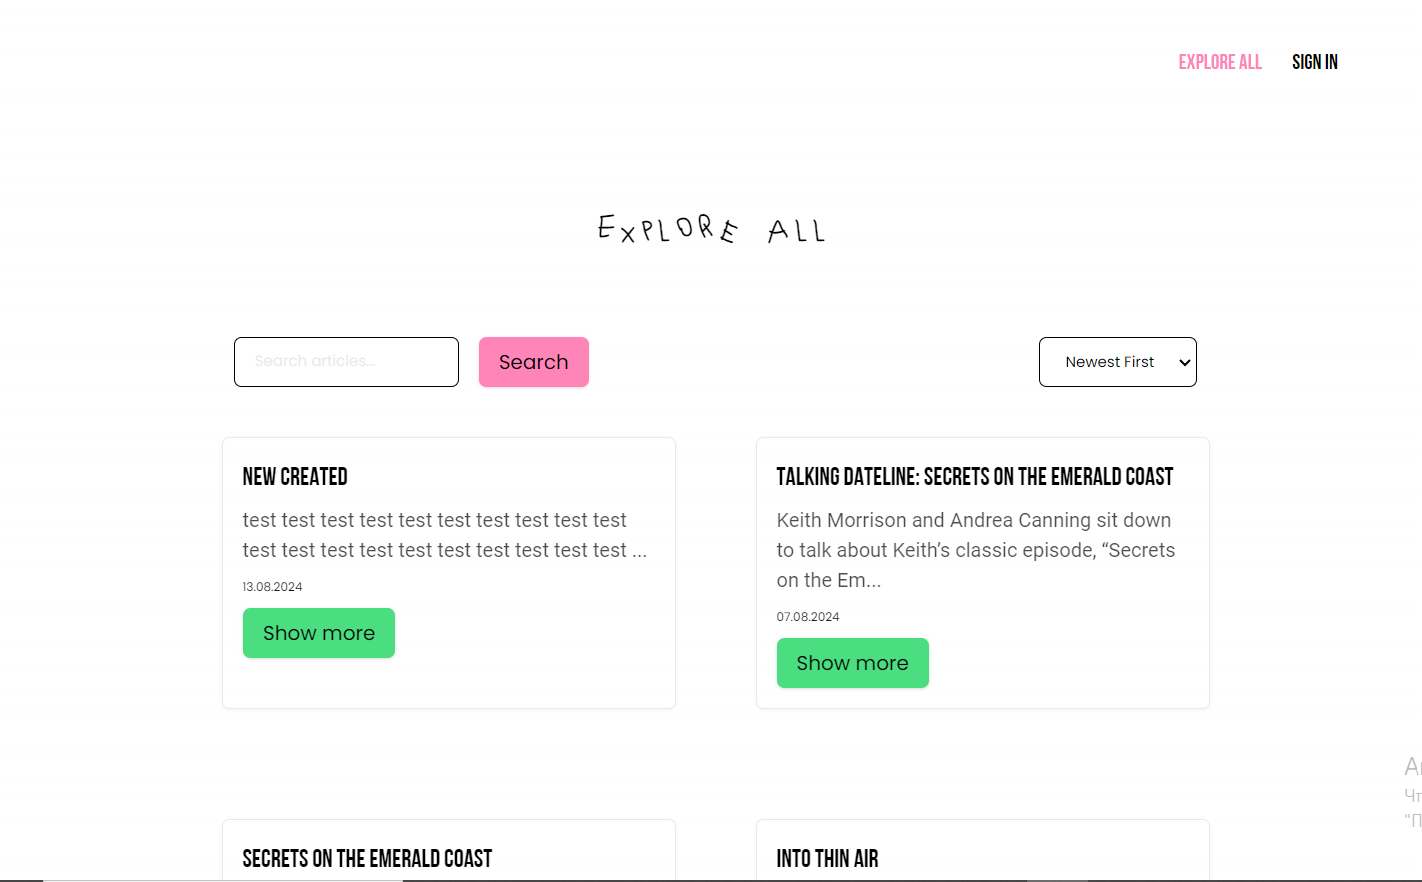 EXPLORE ALL
SIGN IN
EXPLORE ALL
Search articles...
Search
Newest First
NEW CREATED
test test test test test test test test test test
test test test test test test test test test test ...
13.08.2024
Show more
TALKING DATELINE: SECRETS ON THE EMERALD COAST
Keith Morrison and Andrea Canning sit down
to talk about Keith’s classic episode, “Secrets
on the Em...
07.08.2024
Show more
SECRETS ON THE EMERALD COAST
INTO THIN AIR